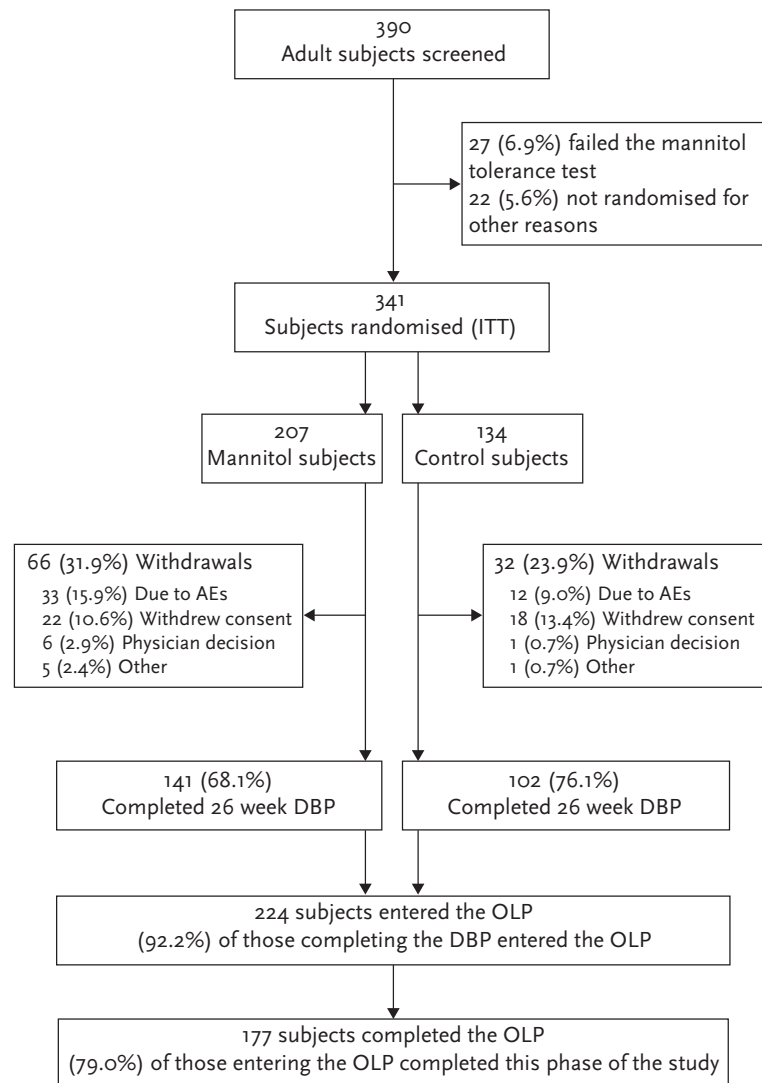 390
Adult subjects screened
27 (6.9%) failed the mannitol
tolerance test
22 (5.6%) not randomised for
other reasons
341
Subjects randomised (ITT)
207
Mannitol subjects
134
Control subjects
66 (31.9%) Withdrawals
33 (15.9%) Due to AEs
22 (10.6%) Withdrew consent
6 (2.9%) Physician decision
5 (2.4%) Other
32 (23.9%) Withdrawals
12 (9.0%) Due to AEs
18 (13.4%) Withdrew consent
1 (0.7%) Physician decision
1 (0.7%) Other
141 (68.1%)
Completed 26 week DBP
102 (76.1%)
Completed 26 week DBP
224 subjects entered the OLP
(92.2%) of those completing the DBP entered the OLP
177 subjects completed the OLP
(79.0%) of those entering the OLP completed this phase of the study